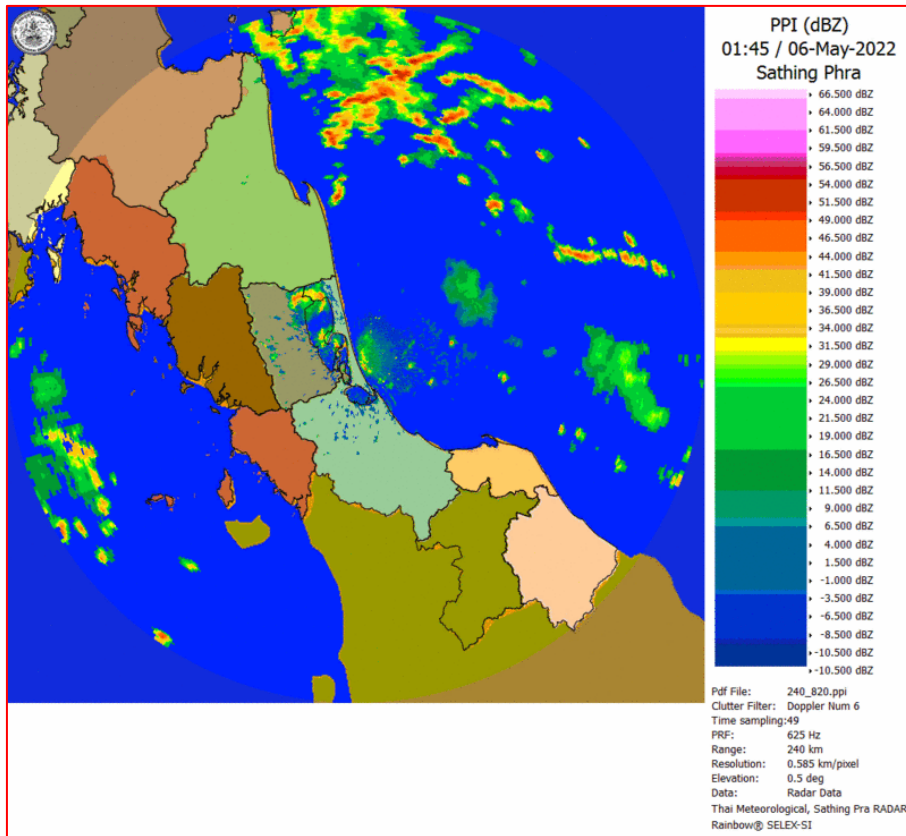 PPI (dBZ)
01:45 / 06-May-2022
Sathing Phra
66.500 dBZ
64.000 dBZ
61.500 dBZ
59.500 dBZ
56.500 dBZ
54.000 dBZ
51.500 dBZ
49.000 dBZ
46.500 dBZ
44.000 dBZ
41.500 dBZ
39.000 dBZ
36.500 dBZ
34.000 dBZ
31.500 dBZ
29.000 dBZ
26.500 dBZ
24.000 dBZ
21.500 dBZ
19.000 dBZ
16.500 dBZ
14.000 dBZ
11.500 dBZ
9.000 dBZ
6.500 dBZ
4.000 dBZ
1.500 dBZ
-1.000 dBZ
-3.500 dBZ
-6.500 dBZ
-8.500 dBZ
-10.500 dBZ
-10.500 dBZ
Pdf File: 240_820.ppi
Clutter Filter: Doppler Num 6
Time sampling:49
PRF: 625 Hz
Range: 240 km
Resolution: 0.585 km/pixel
Elevation: 0.5 deg
Data: Radar Data
Thai Meteorological, Sathing Pra RADAR
Rainbow® SELEX-SI